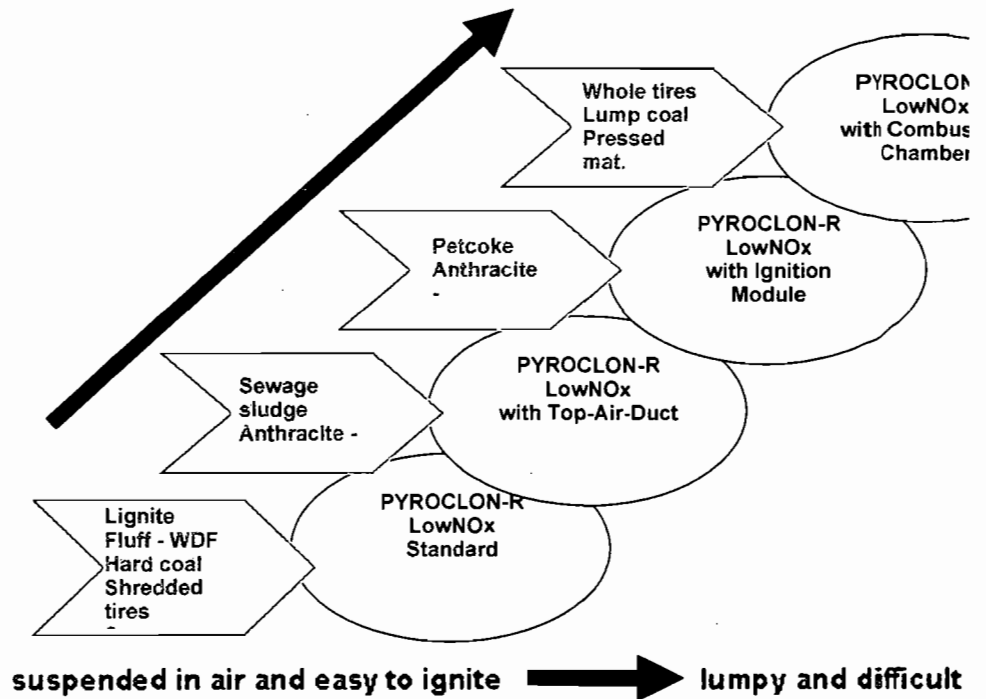 Whole tires
Lump coal
Pressed
mat.
PYROCLON
LowNOx
with Combus
Chamber
Petcoke
Anthracite
-
PYROCLON-R
LowNOx
with Ignition
Module
Sewage
sludge
Anthracite -
PYROCLON-R
LowNOx
with Top-Air-Duct
Lignite
Fluff - WDF
Hard coal
Shredded
tires
PYROCLON-R
LowNOx
Standard
suspended in air and easy to ignite
lumpy and difficult